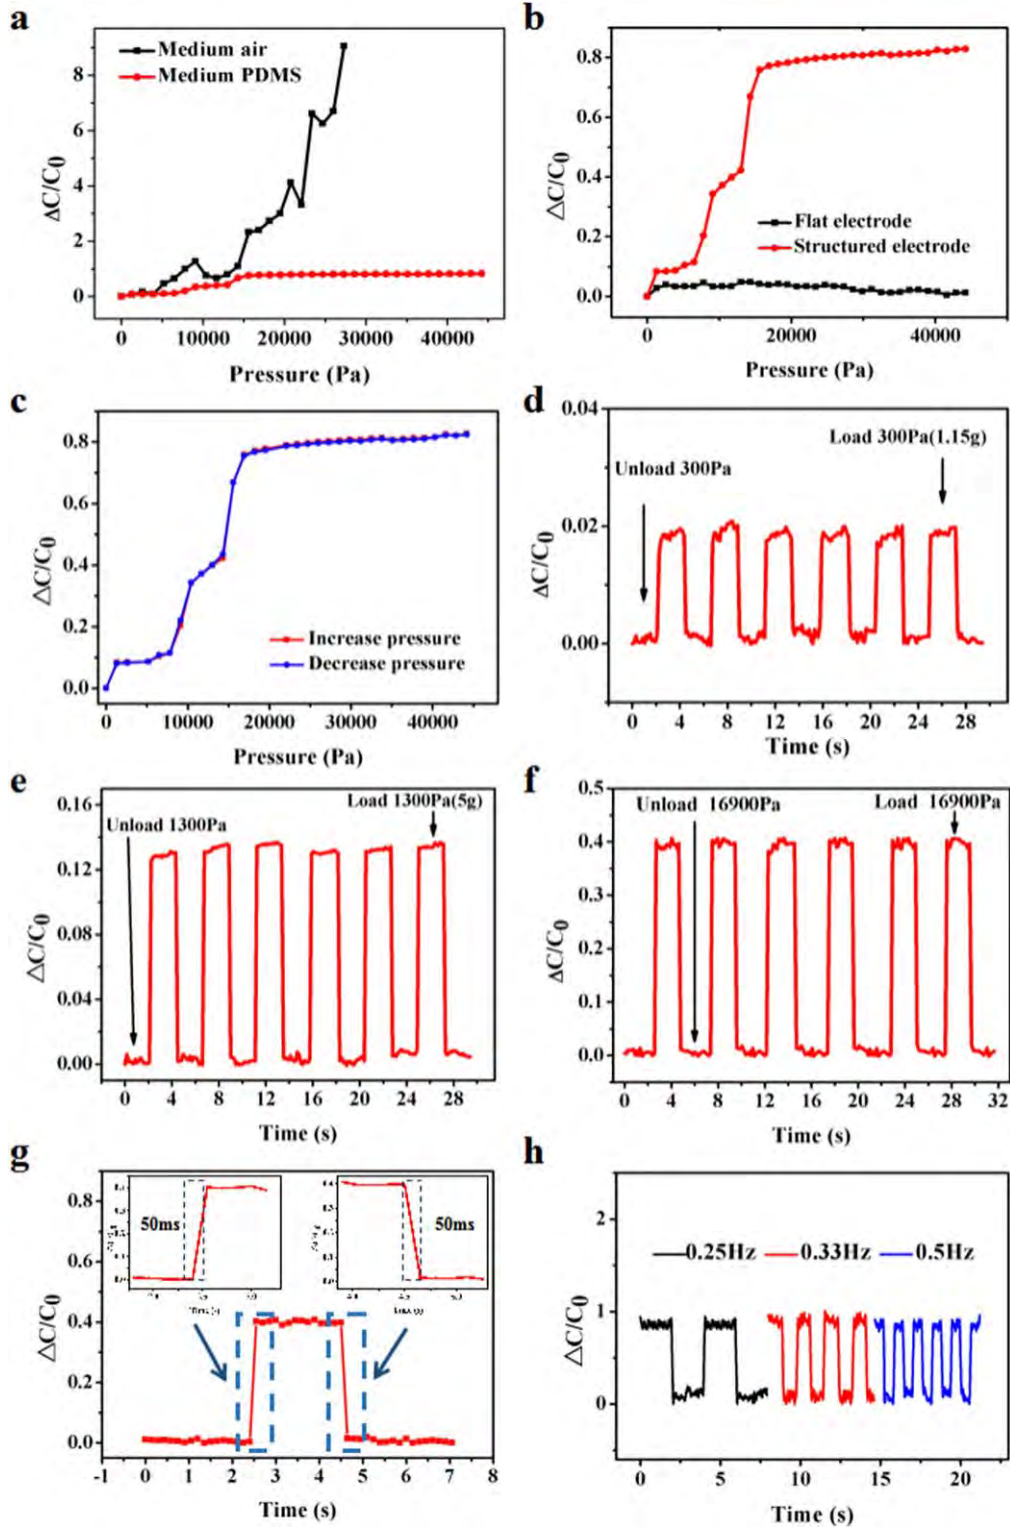 a
Medium air
Medium PDMS
ΔC/C0
8
6
4
2
0
0 10000 20000 30000 40000
Pressure (Pa)
b
△C/C0
0.8
0.6
0.4
0.2
0.0
Flat electrode
Structured electrode
0 20000 40000
Pressure (Pa)
c
△C/C0
0.8
0.6
0.4
0.2
0.0
Increase pressure
Decrease pressure
0 10000 20000 30000 40000
Pressure (Pa)
d
ΔC/C0
0.04
0.02
0.00
Load 300Pa(1.15g)
Unload 300Pa
0 4 8 12 16 20 24 28
Time (s)
e
△C/C0
0.16
0.12
0.08
0.04
0.00
Load 1300Pa(5g)
Unload 1300Pa
0 4 8 12 16 20 24 28
Time (s)
f
ΔC/C0
0.5
0.4
0.3
0.2
0.1
0.0
Unload 16900Pa Load 16900Pa
0 4 8 12 16 20 24 28 32
Time (s)
g
△C/C0
0.8
0.6
0.4
0.2
0.0
50ms
50ms
-1 0 1 2 3 4 5 6 7 8
Time (s)
h
△C/C0
2
1
0
0.25Hz 0.33Hz 0.5Hz
0 5 10 15 20
Time (s)